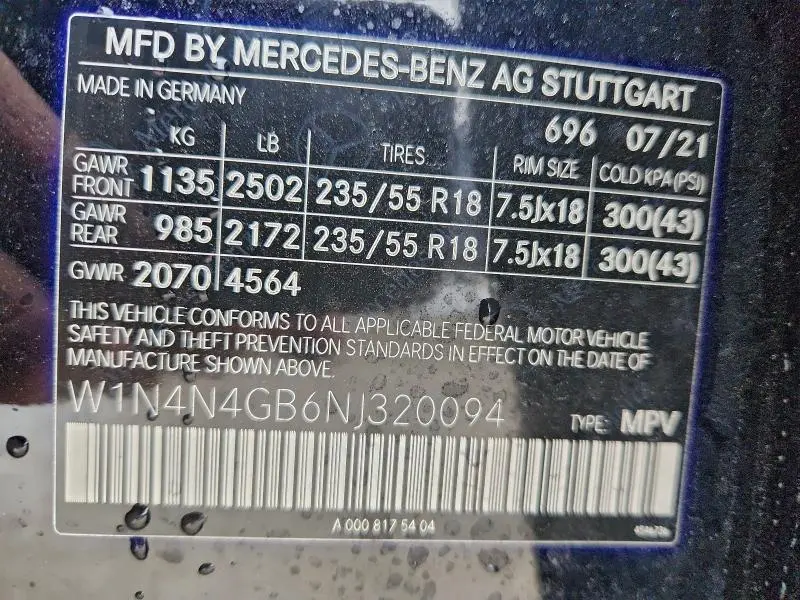 MFD BY MERCEDES-BENZ AG STUTTGART
MADE IN GERMANY
696 07/21
KG LB TIRES RIM SIZE COLD KPA(PSI)
GAWR FRONT 1135 2502 235/55 R18 7.5Jx18 300(43)
GAWR REAR 985 2172 235/55 R18 7.5Jx18 300(43)
GWR 2070 4564
THIS VEHICLE CONFORMS TO ALL APPLICABLE FEDERAL MOTOR VEHICLE
SAFETY AND THEFT PREVENTION STANDARDS IN EFFECT ON THE DATE OF
MANUFACTURE SHOWN ABOVE.
W1N4N4GB6NJ320094 TYPE: MPV
A 000 817 54 04